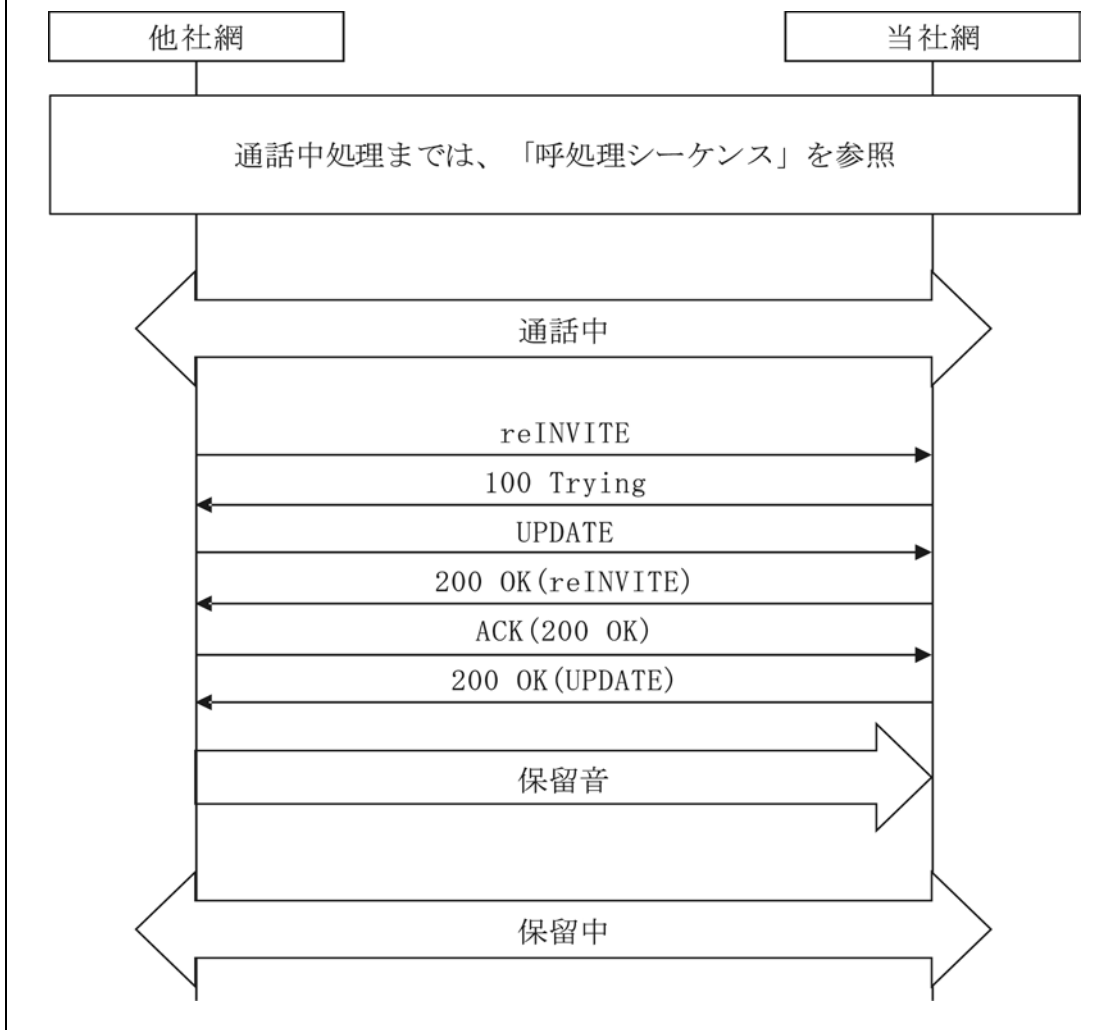 他社網
当社網
通話中処理までは、「呼処理シーケンス」を参照
通話中
reINVITE
100 Trying
UPDATE
200 OK(reINVITE)
ACK(200 OK)
200 OK(UPDATE)
保留音
保留中